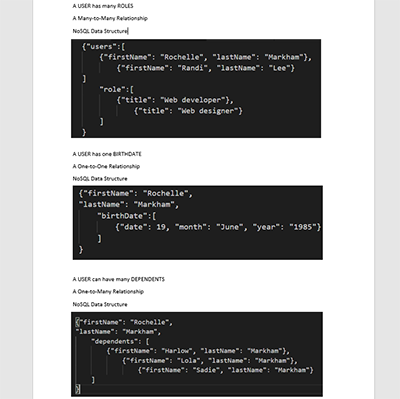 A USER has many ROLES
A Many-to-Many Relationship
NoSQL Data Structure
{"users":[
{"firstName": "Rochelle", "lastName": "Markham"},
{"firstName": "Randi", "lastName": "Lee"}
]
"role":[
{"title": "Web developer"},
{"title": "Web designer"}
]
}
A USER has one BIRTHDATE
A One-to-One Relationship
NoSQL Data Structure
{"firstName": "Rochelle",
"lastName": "Markham",
"birthDate":[
{"date": 19, "month": "June", "year": "1985"}
]
}
A USER can have many DEPENDENTS
A One-to-Many Relationship
NoSQL Data Structure
{"firstName": "Rochelle",
"lastName": "Markham",
"dependents": [
{"firstName": "Harlow", "lastName": "Markham"},
{"firstName": "Lola", "lastName": "Markham"},
{"firstName": "Sadie", "lastName": "Markham"}
]
}